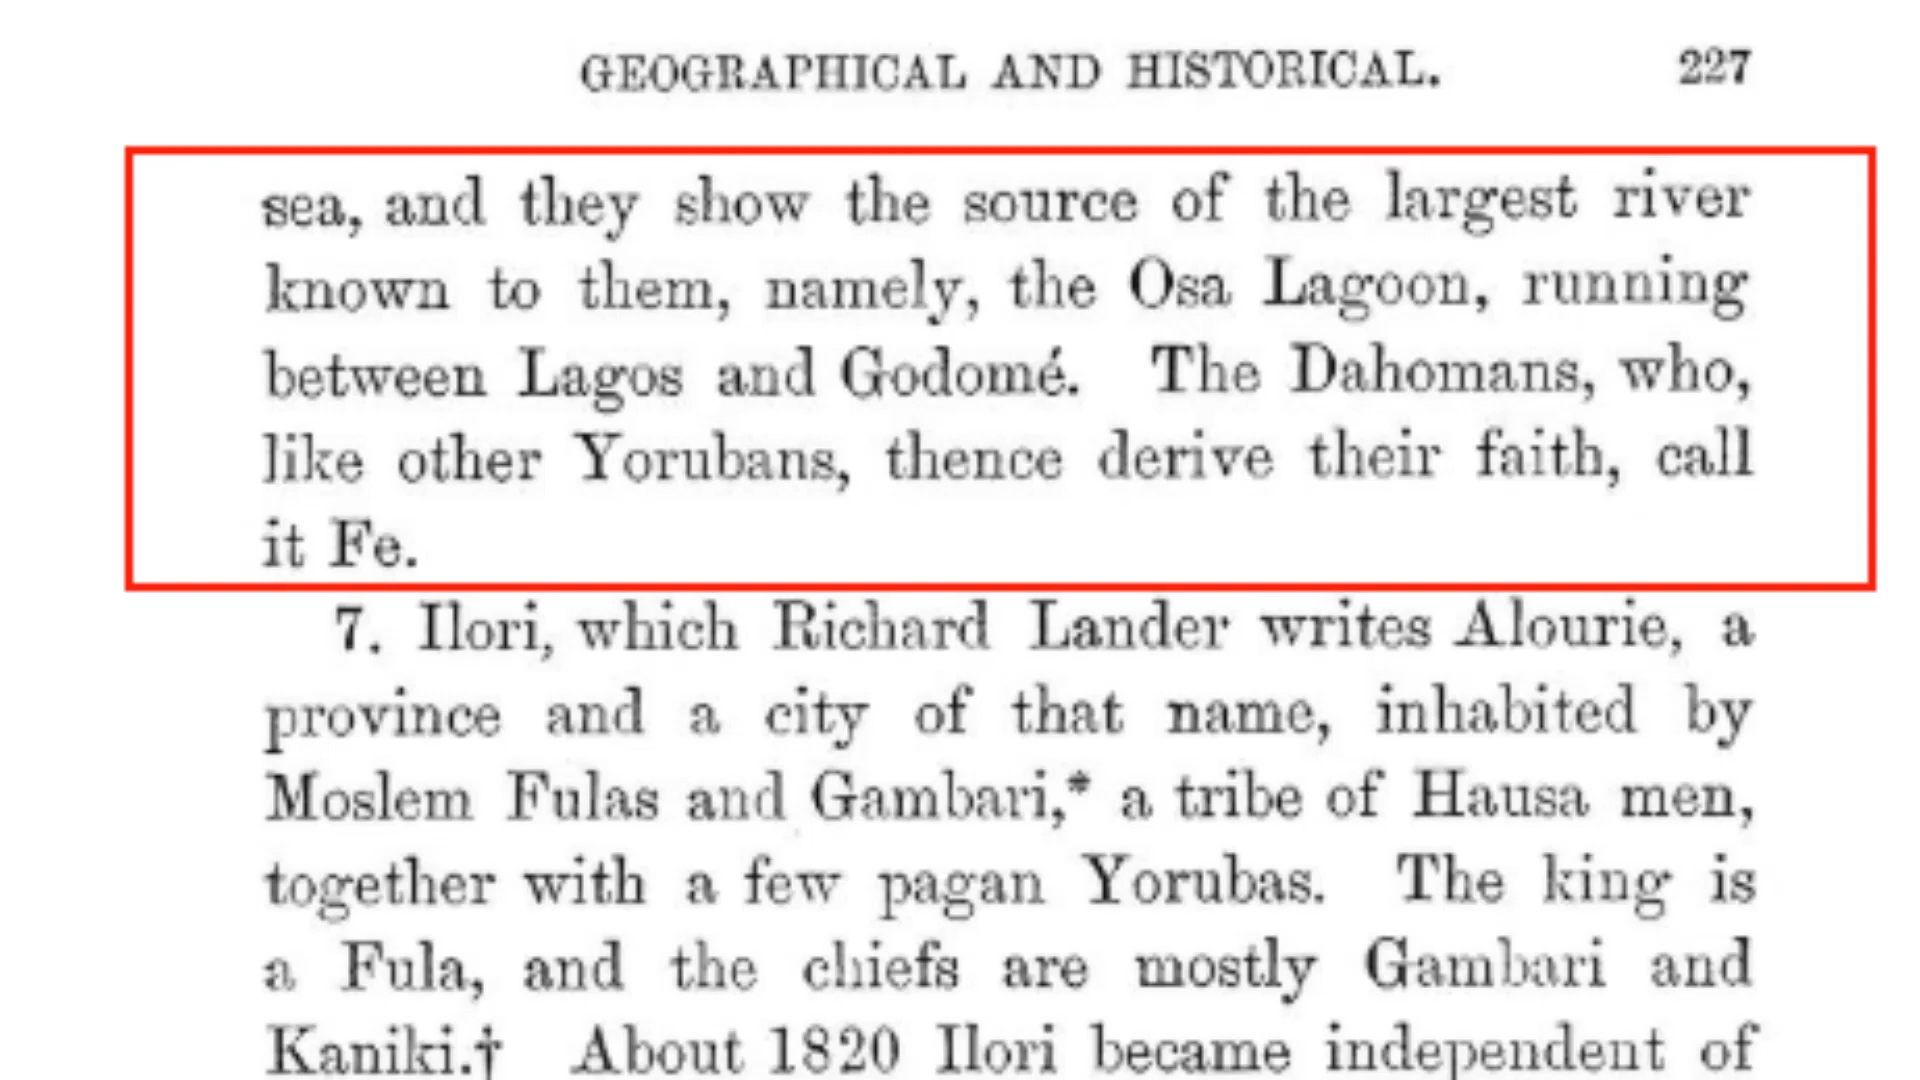 GEOGRAPHICAL AND HISTORICAL. 227
sea, and they show the source of the largest river
known to them, namely, the Osa Lagoon, running
between Lagos and Godomé. The Dahomans, who,
like other Yorubans, thence derive their faith, call
it Fe.
7. Ilori, which Richard Lander writes Alourie, a
province and a city of that name, inhabited by
Moslem Fulas and Gambari,* a tribe of Hausa men,
together with a few pagan Yorubas. The king is
a Fula, and the chiefs are mostly Gambari and
Kaniki.† About 1820 Ilori became independent of